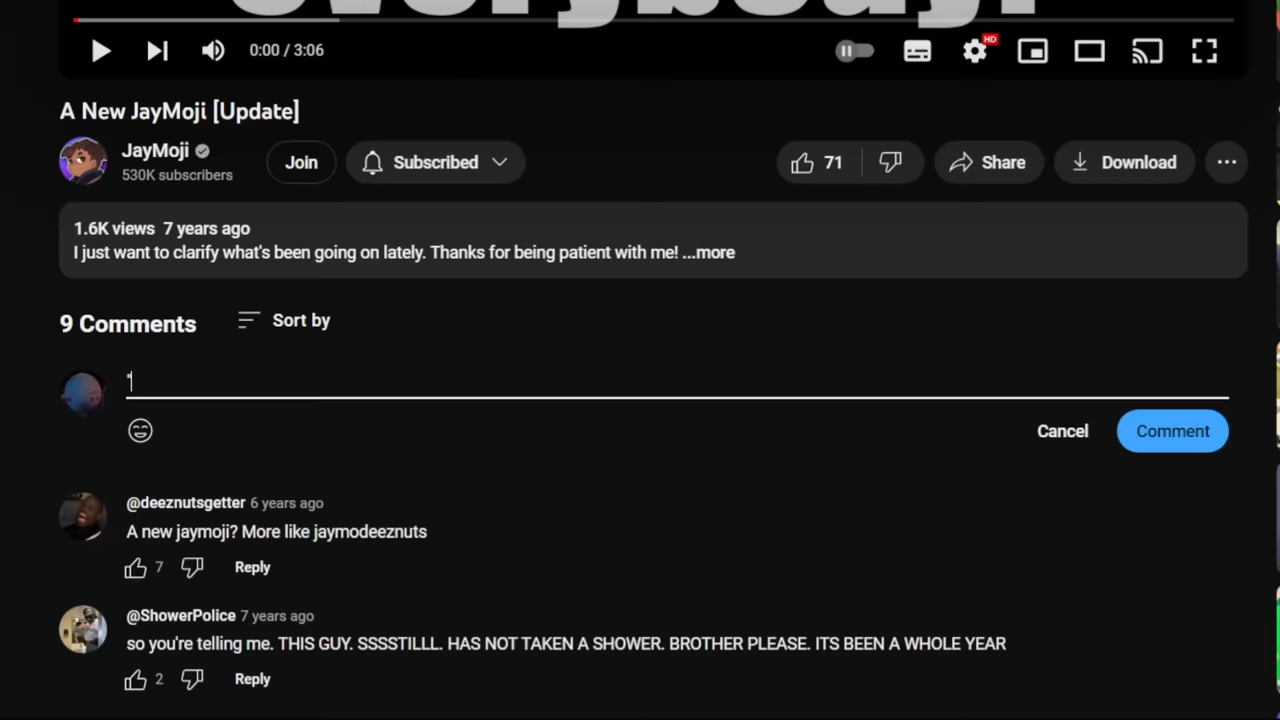 everybody!
0:00 / 3:06
HD
A New JayMoji [Update]
JayMoji
530K subscribers
Join
Subscribed
71
Share
Download
1.6K views 7 years ago
I just want to clarify what's been going on lately. Thanks for being patient with me! ...more
9 Comments
Sort by
"
Cancel
Comment
@deeznutsgetter 6 years ago
A new jaymoji? More like jaymodeeznuts
7
Reply
@ShowerPolice 7 years ago
so you're telling me. THIS GUY. SSSSTILLL. HAS NOT TAKEN A SHOWER. BROTHER PLEASE. ITS BEEN A WHOLE YEAR
2
Reply